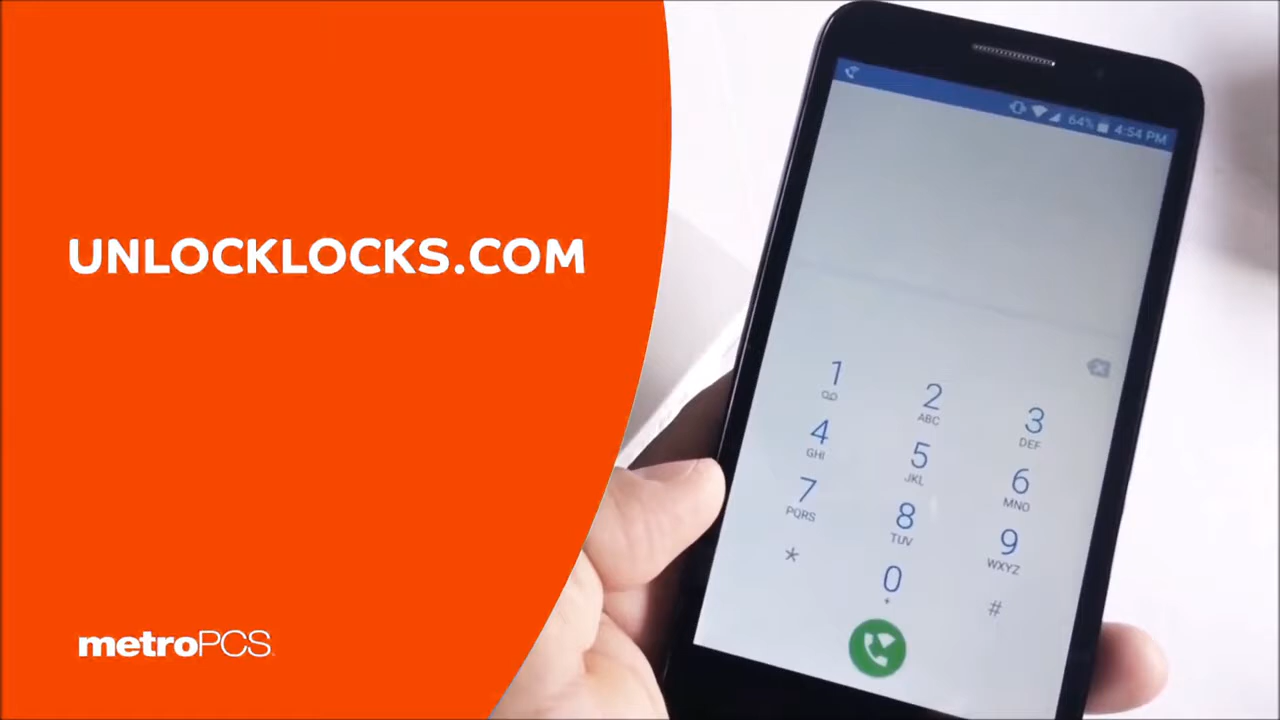 UNLOCKLOCKS.COM
metroPCS
64% 4:54 PM
1 2 3
ABC DEF
4 5 6
GHI JKL MNO
7 8 9
PQRS TUV WXYZ
* 0 #
+